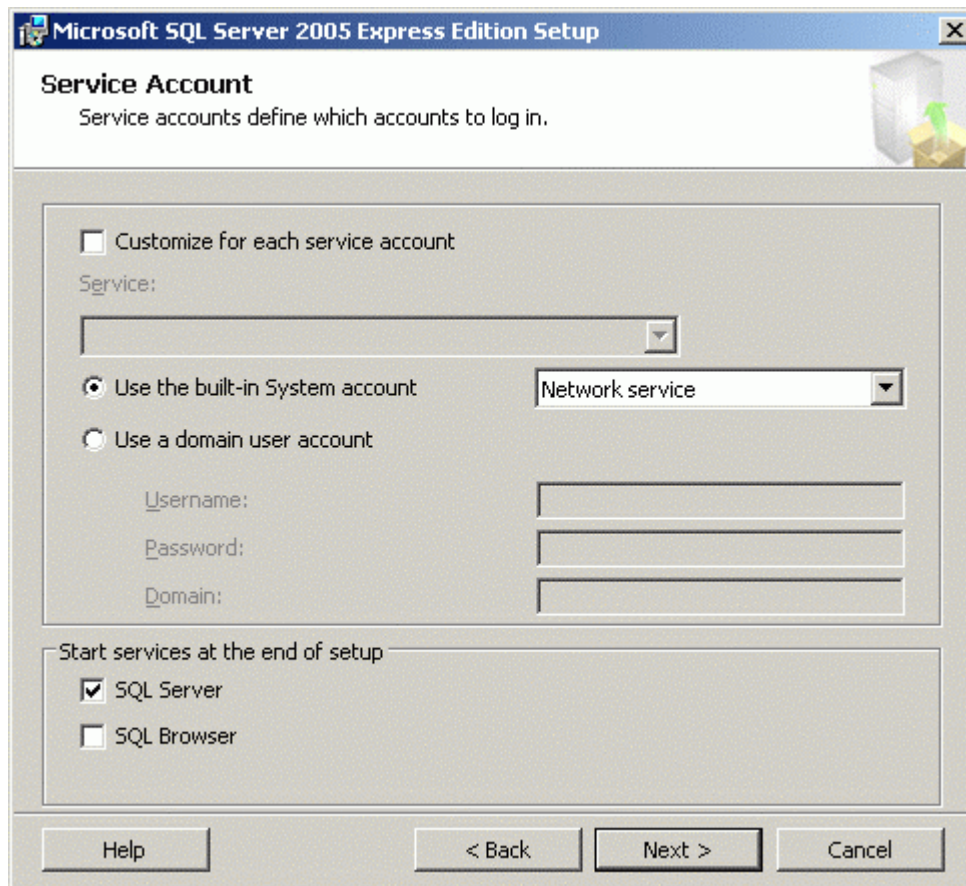 Microsoft SQL Server 2005 Express Edition Setup
Service Account
Service accounts define which accounts to log in.
Customize for each service account
Service:
Use the built-in System account
Network service
Use a domain user account
Username:
Password:
Domain:
Start services at the end of setup
SQL Server
SQL Browser
Help
< Back
Next >
Cancel